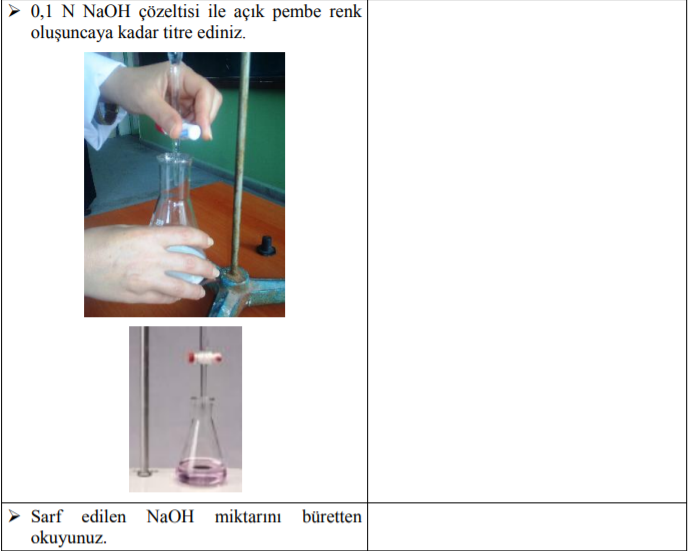 ➢ 0,1 N NaOH çözeltisi ile açık pembe renk
oluşuncaya kadar titre ediniz.
➢ Sarf edilen NaOH miktarını büretten
okuyunuz.